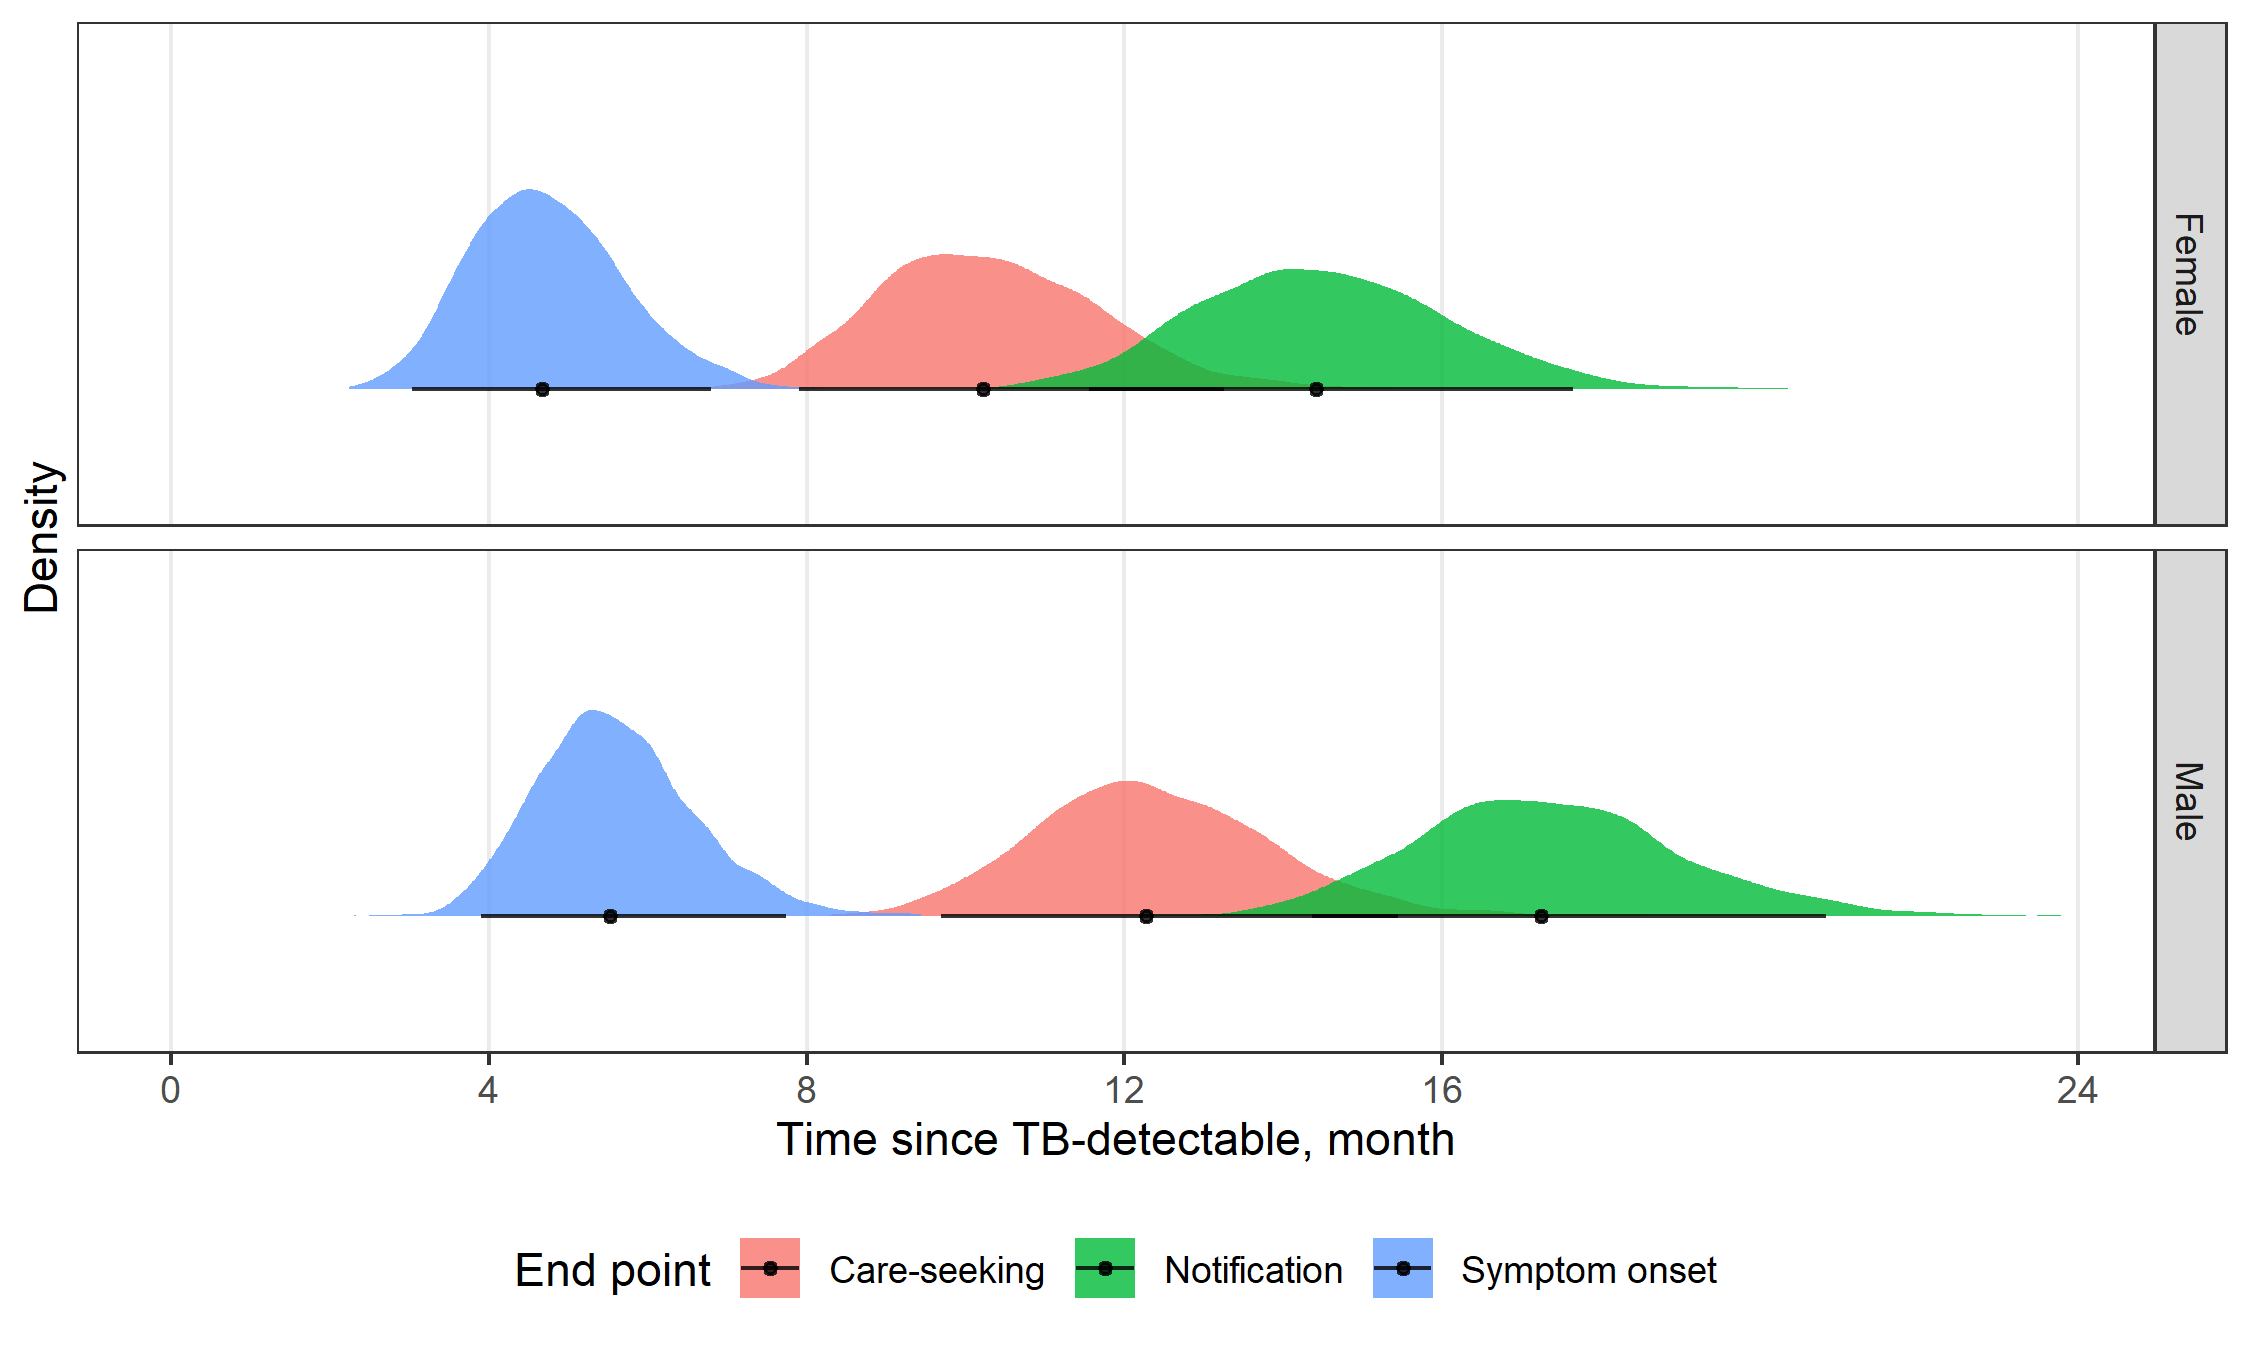 Density
Female
Male
0 4 8 12 16 24
Time since TB-detectable, month
End point Care-seeking Notification Symptom onset